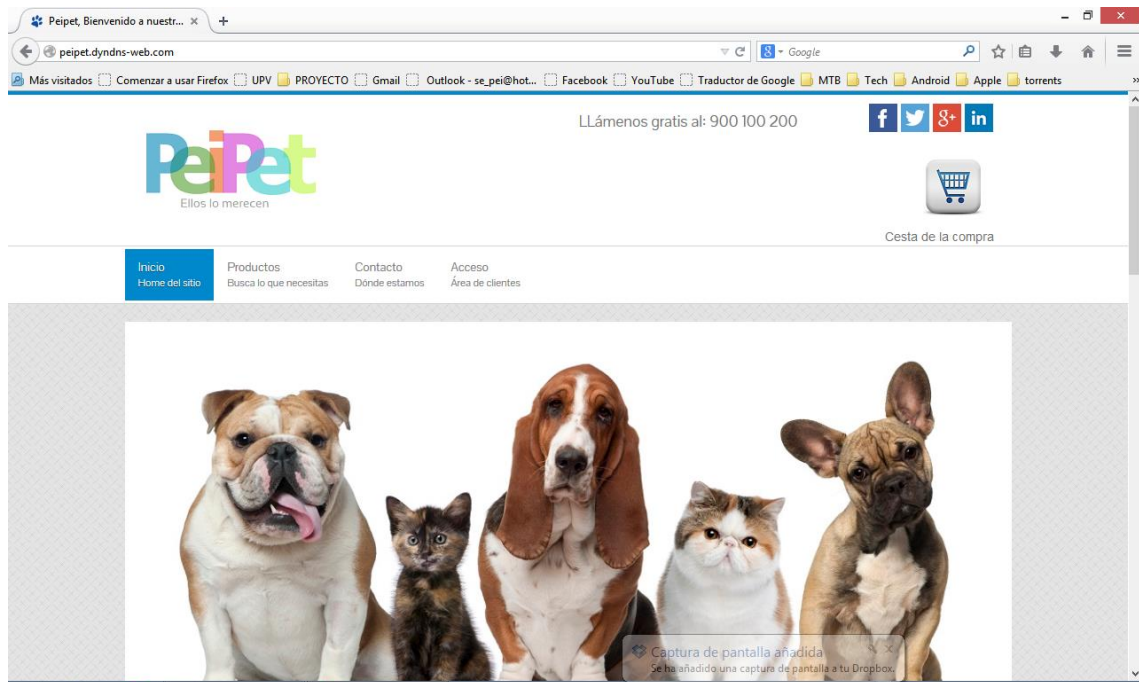 Peipet, Bienvenido a nuestr... × +
peipet.dyndns-web.com
8 Google
Más visitados Comenzar a usar Firefox UPV PROYECTO Gmail Outlook - se_pei@hot... Facebook YouTube Traductor de Google MTB Tech Android Apple torrents »
LLámenos gratis al: 900 100 200
f 8+ in
PeiPet
Ellos lo merecen
Cesta de la compra
Inicio Productos Contacto Acceso
Home del sitio Busca lo que necesitas Dónde estamos Área de clientes
Captura de pantalla añadida
Se ha añadido una captura de pantalla a tu Dropbox.